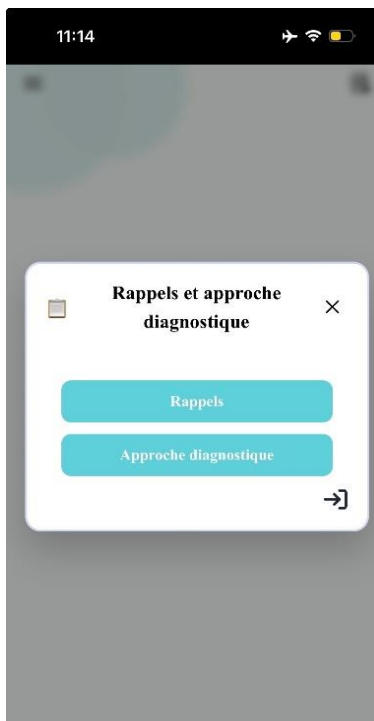 11:14
Rappels et approche
diagnostique
Rappels
Approche diagnostique